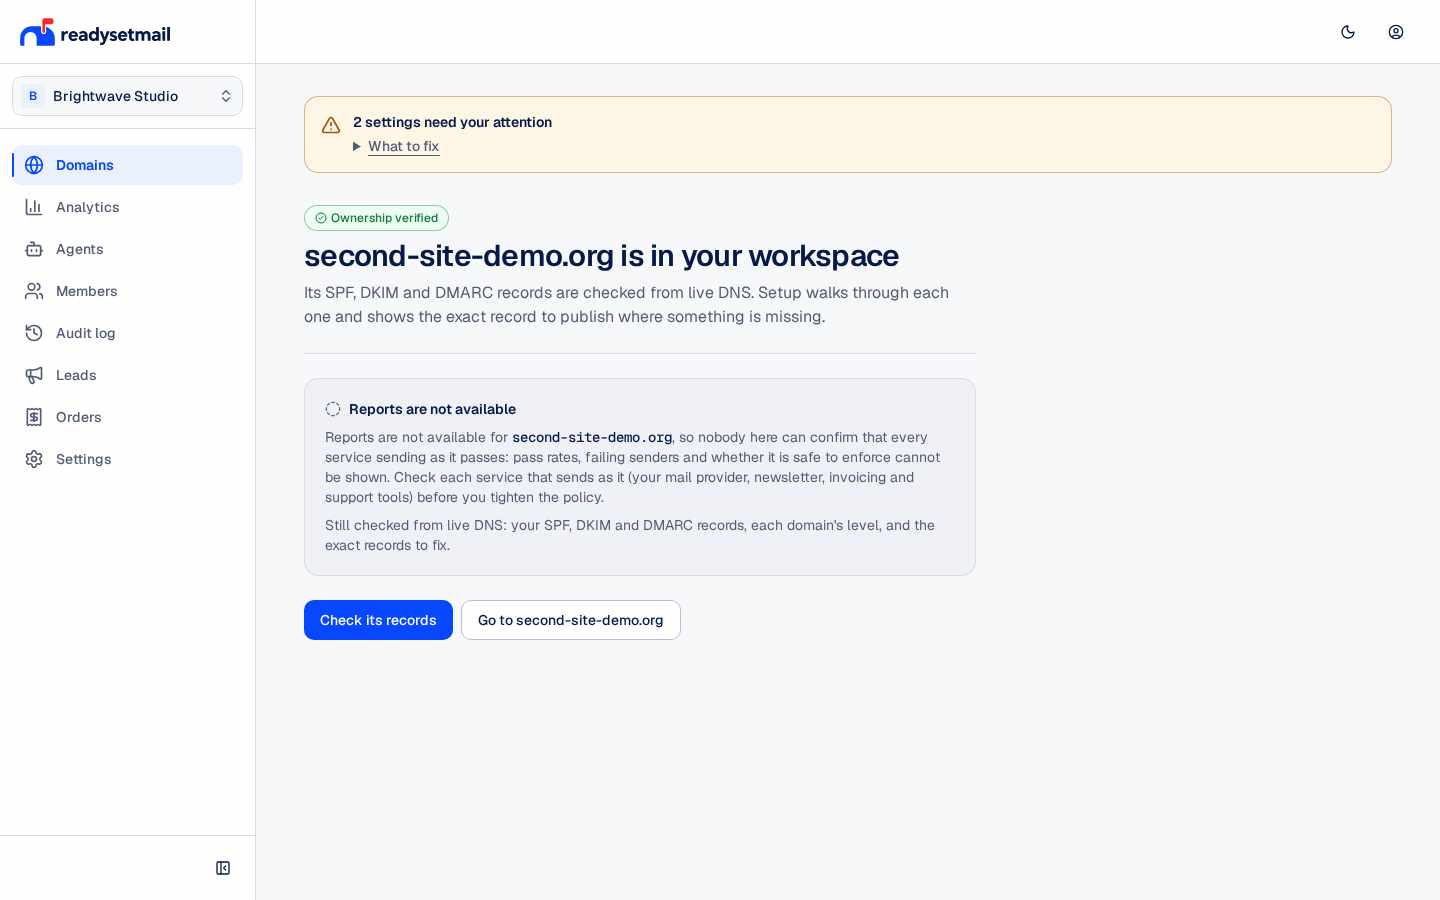 readysetmail
B Brightwave Studio
Domains
Analytics
Agents
Members
Audit log
Leads
Orders
Settings
2 settings need your attention
What to fix
Ownership verified
second-site-demo.org is in your workspace
Its SPF, DKIM and DMARC records are checked from live DNS. Setup walks through each
one and shows the exact record to publish where something is missing.
Reports are not available
Reports are not available for second-site-demo.org, so nobody here can confirm that every
service sending as it passes: pass rates, failing senders and whether it is safe to enforce cannot
be shown. Check each service that sends as it (your mail provider, newsletter, invoicing and
support tools) before you tighten the policy.
Still checked from live DNS: your SPF, DKIM and DMARC records, each domain's level, and the
exact records to fix.
Check its records
Go to second-site-demo.org